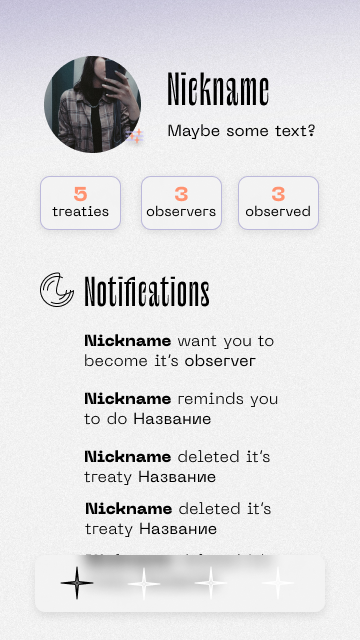 Nickname
Maybe some text?
5
treaties
3
observers
3
observed
Notifications
Nickname want you to
become it's observer
Nickname reminds you
to do Название
Nickname deleted it's
treaty Название
Nickname deleted it's
treaty Название